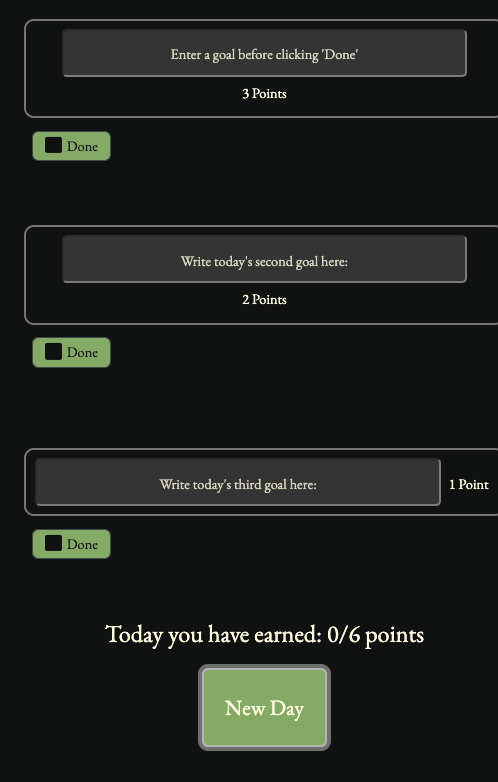 Enter a goal before clicking 'Done'
3 Points
Done
Write today's second goal here:
2 Points
Done
Write today's third goal here:
1 Point
Done
Today you have earned: 0/6 points
New Day